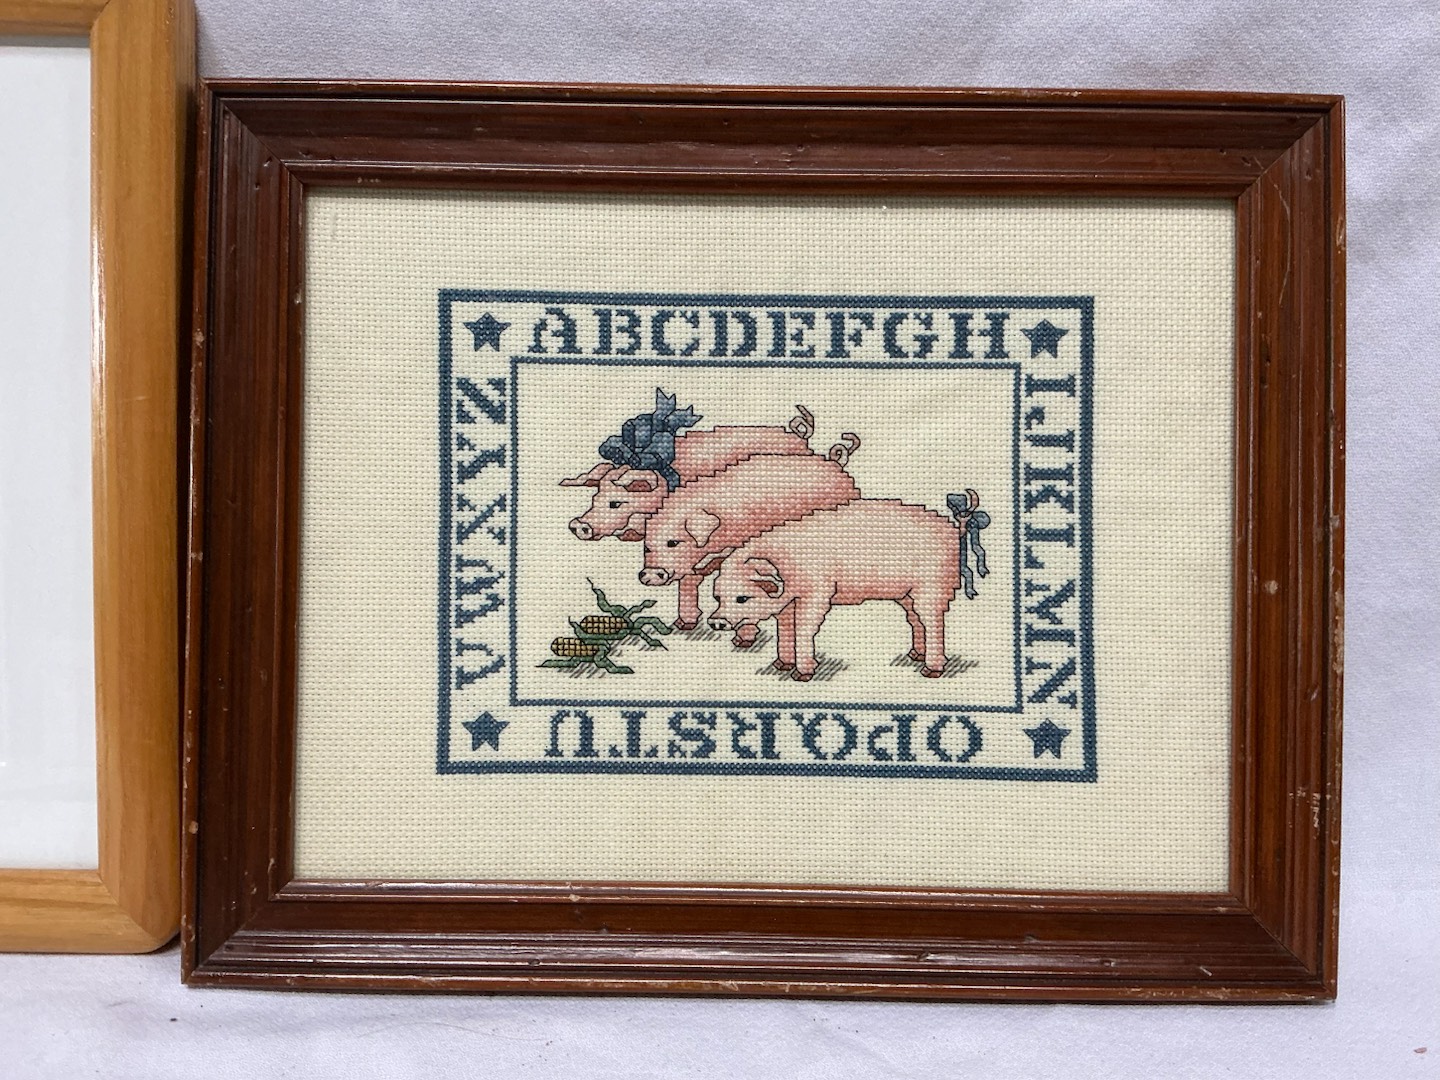 ABCDEFGH
IJKLMN
OPQRSTU
VWXYZ